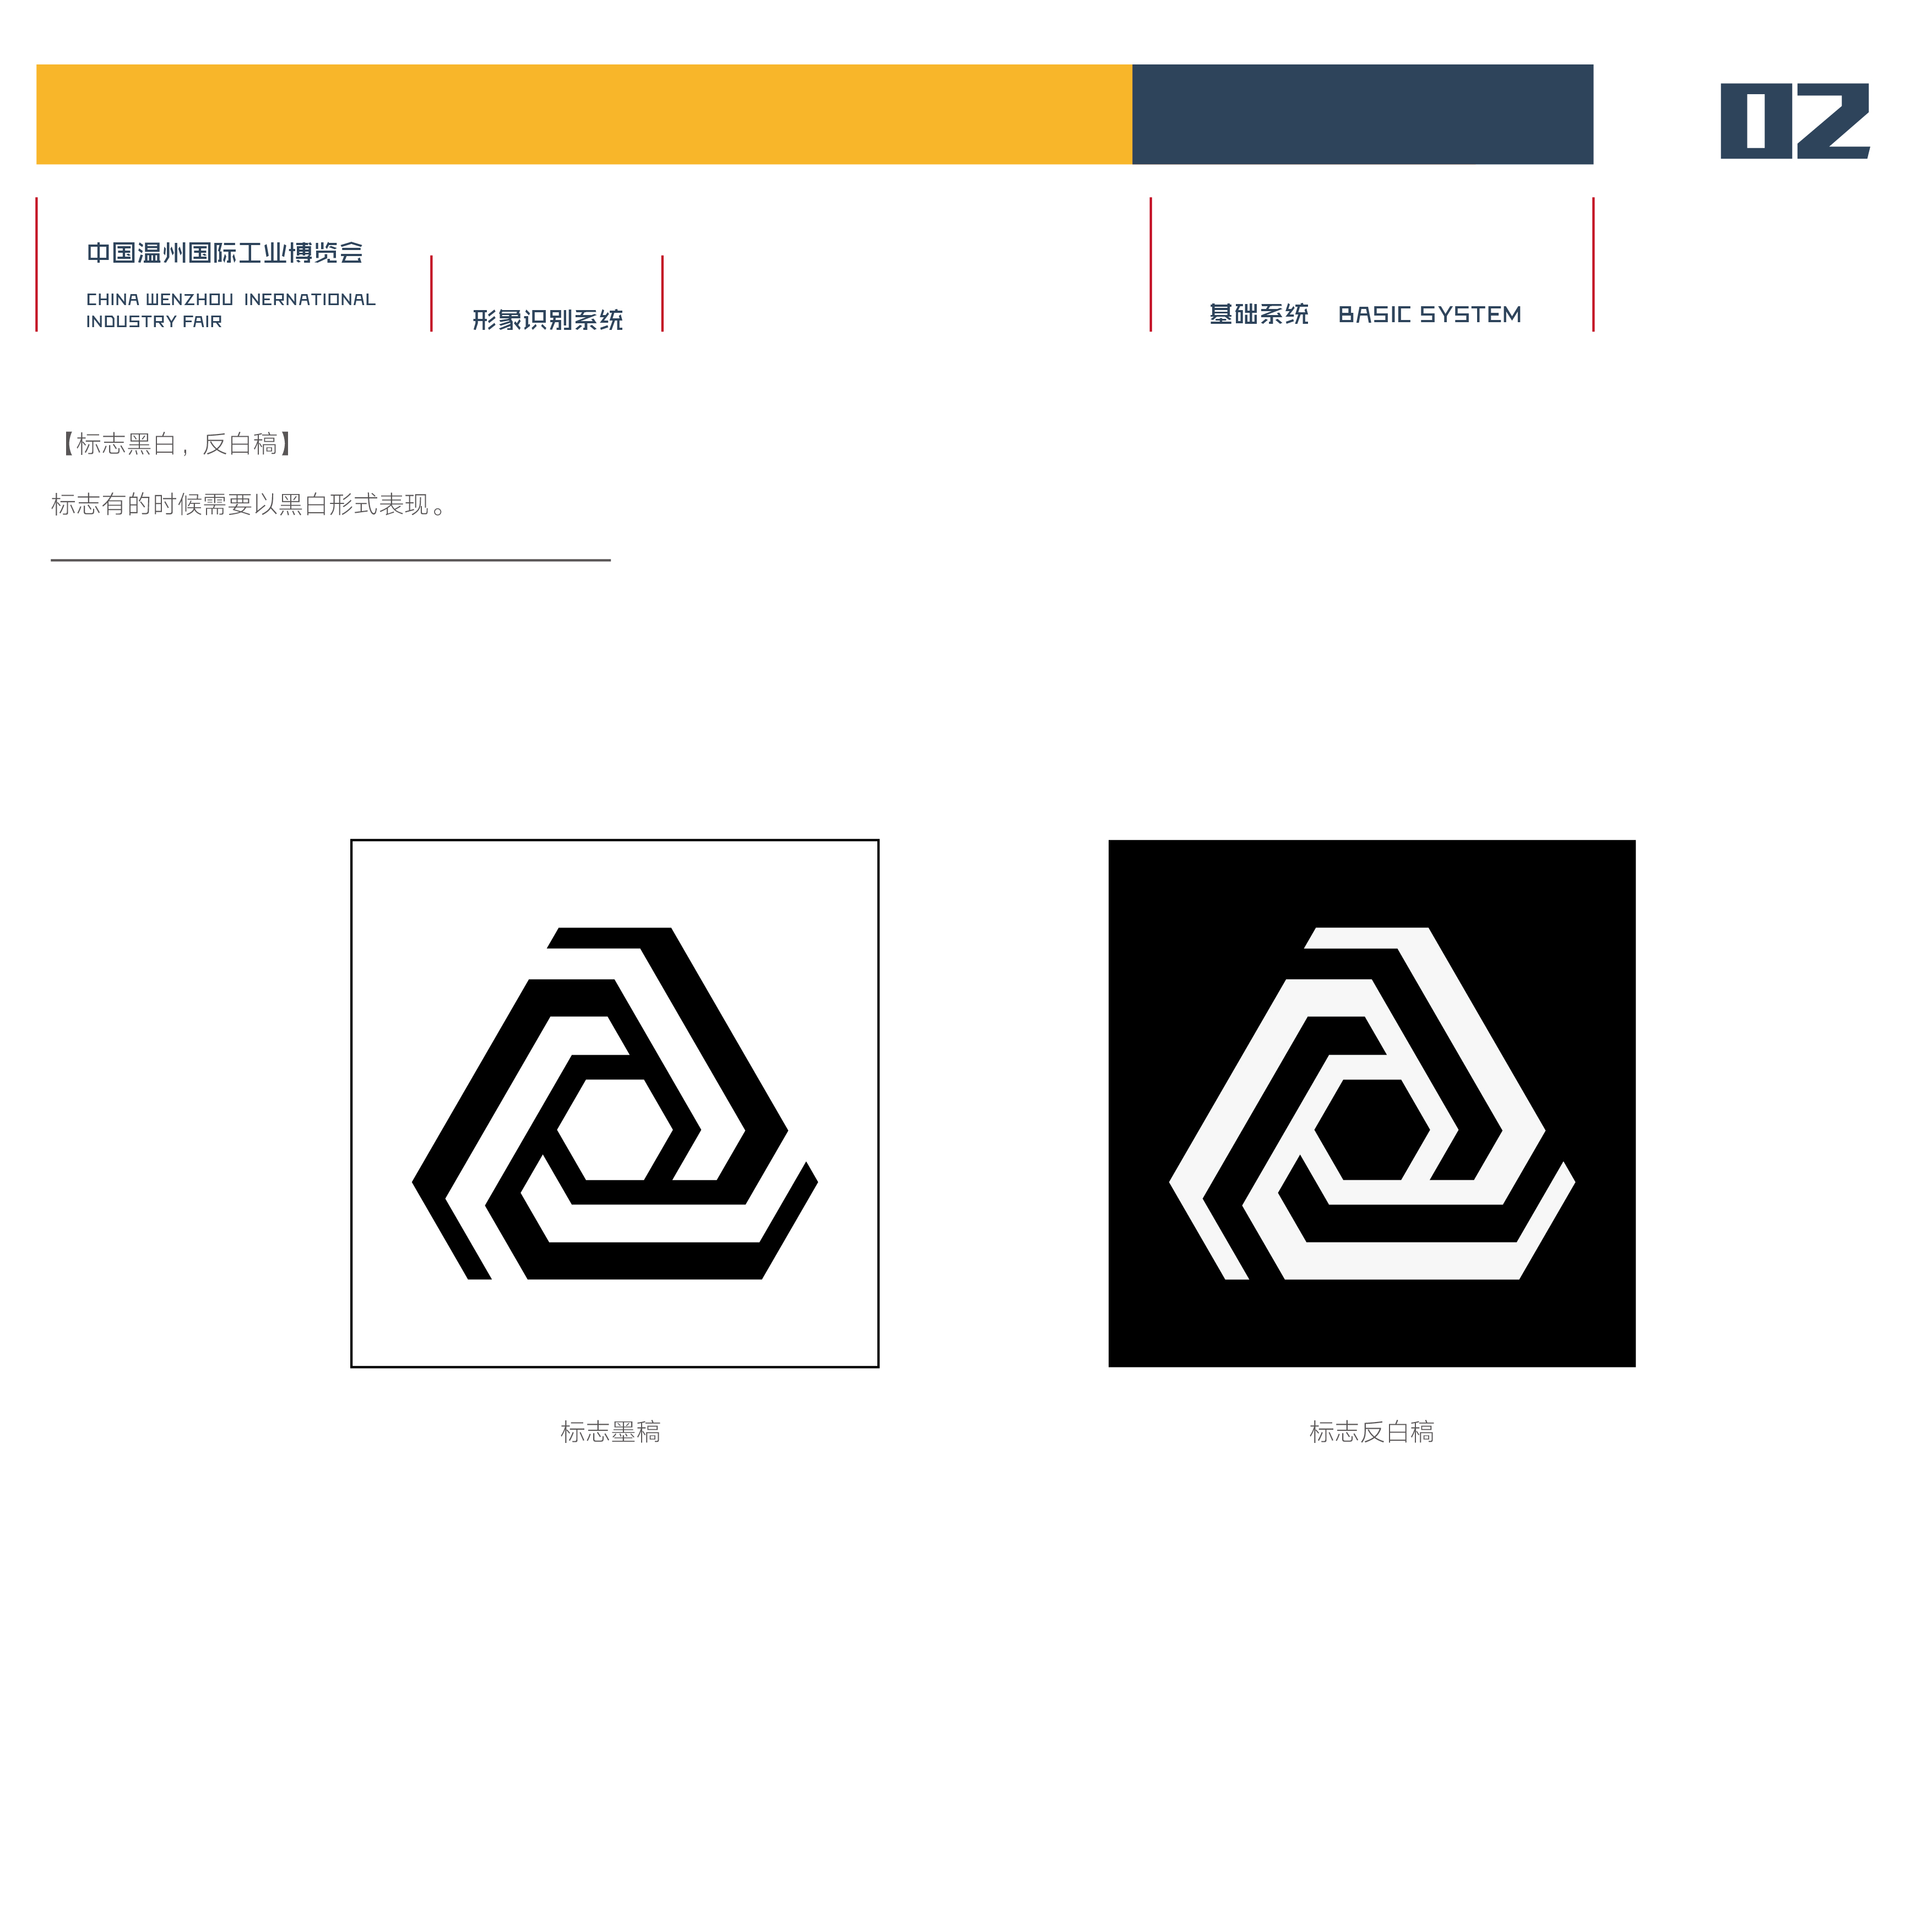 02
中国温州国际工业博览会
CHINA WENZHOU INERNATIONAL
INDUSTRY FAIR
形象识别系统
基础系统 BASIC SYSTEM
【标志黑白，反白稿】
标志有的时候需要以黑白形式表现。
标志墨稿
标志反白稿